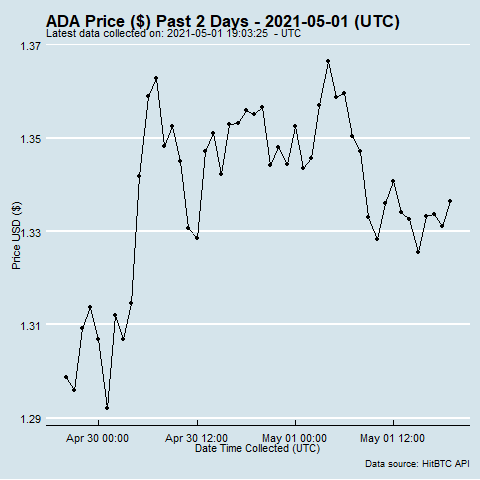 ADA Price ($) Past 2 Days - 2021-05-01 (UTC)
Latest data collected on: 2021-05-01 19:03:25 - UTC
1.37
1.35
1.33
1.31
1.29
Price USD ($)
Apr 30 00:00
Apr 30 12:00
May 01 00:00
May 01 12:00
Date Time Collected (UTC)
Data source: HitBTC API